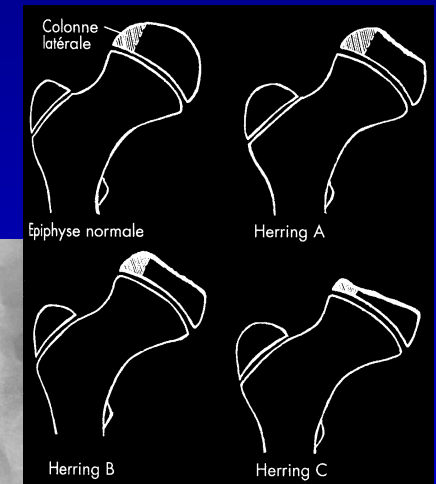 Colonne
latérale
Epiphyse normale
Herring A
Herring B
Herring C